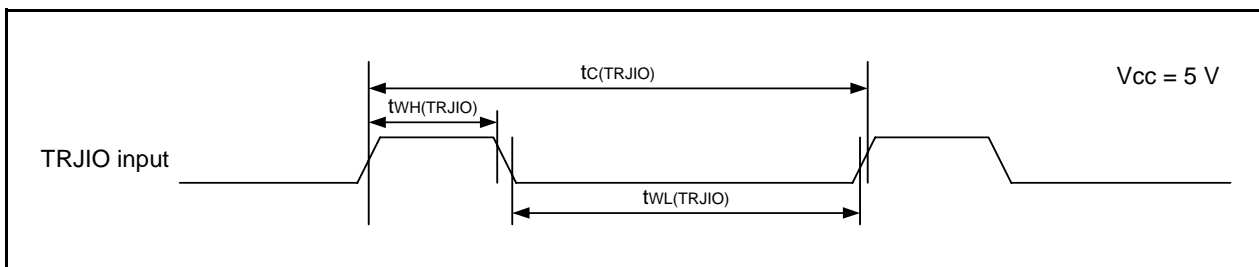 tC(TRJIO)
Vcc = 5 V
tWH(TRJIO)
TRJIO input
tWL(TRJIO)